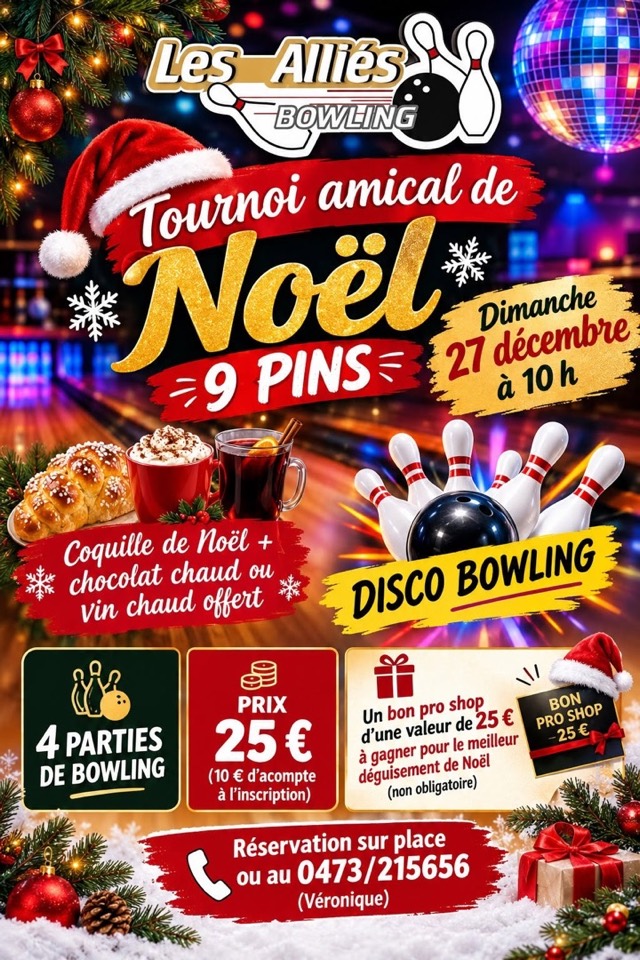 Les Alliés
BOWLING
Tournoi amical de
Noël
9 PINS
Dimanche
27 décembre
à 10 h
Coquille de Noël +
chocolat chaud ou
vin chaud offert
DISCO BOWLING
4 PARTIES
DE BOWLING
PRIX
25 €
(10 € d'acompte
à l'inscription)
Un bon pro shop
d'une valeur de 25 €
à gagner pour le meilleur
déguisement de Noël
(non obligatoire)
BON
PRO SHOP
25 €
Réservation sur place
ou au 0473/215656
(Véronique)